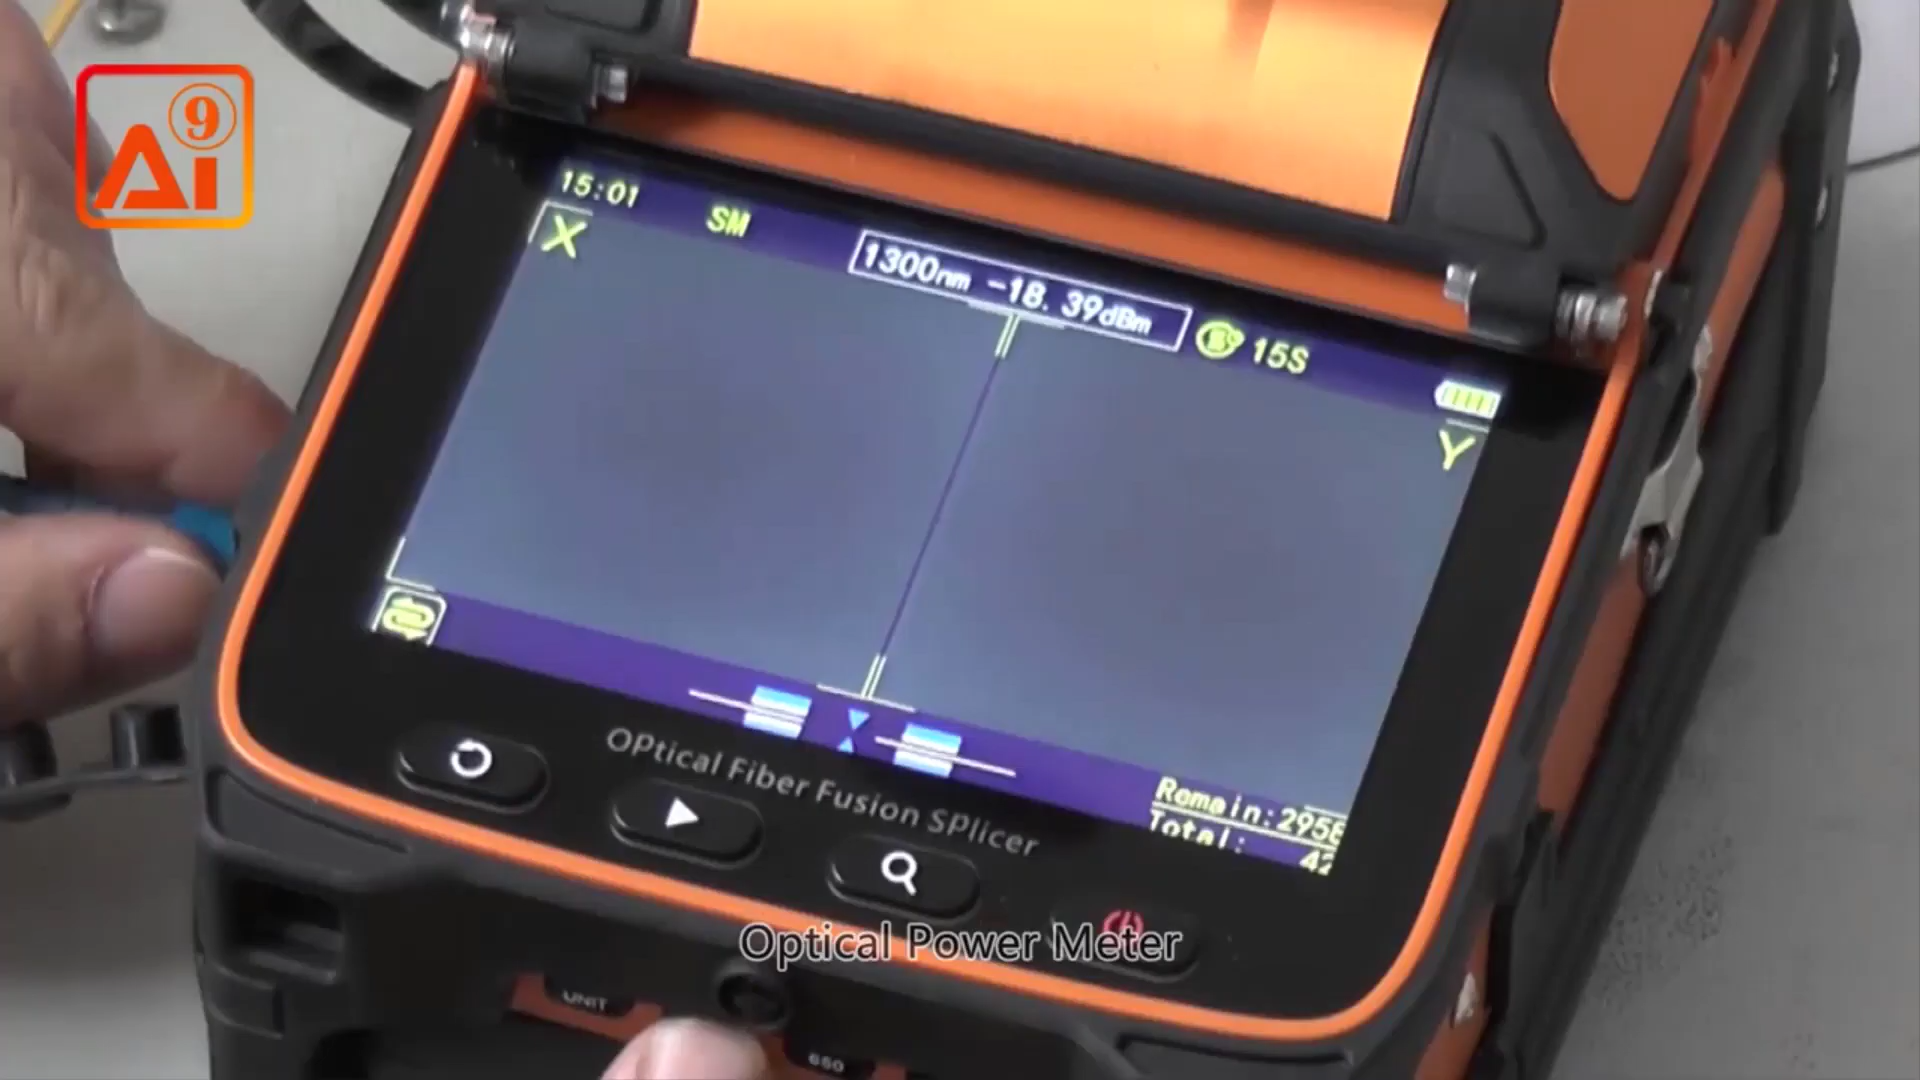 Ai 9
15:01
SM
1300nm -18.39dBm
15S
X
Y
Remain:2958
Total: 42
OPtical Fiber Fusion SPlicer
Optical Power Meter
UNIT
650